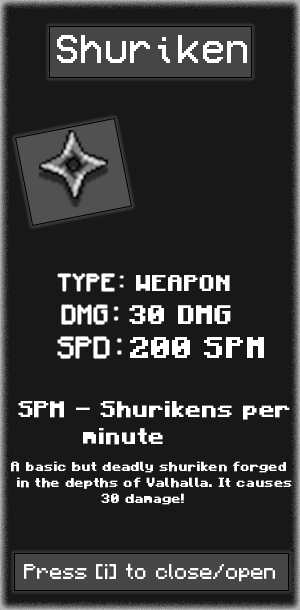 Shuriken
TYPE: WEAPON
DMG: 30 DMG
SPD: 200 SPM
SPM - Shurikens per
minute
A basic but deadly shuriken forged
in the depths of Valhalla. It causes
30 damage!
Press [i] to close/open